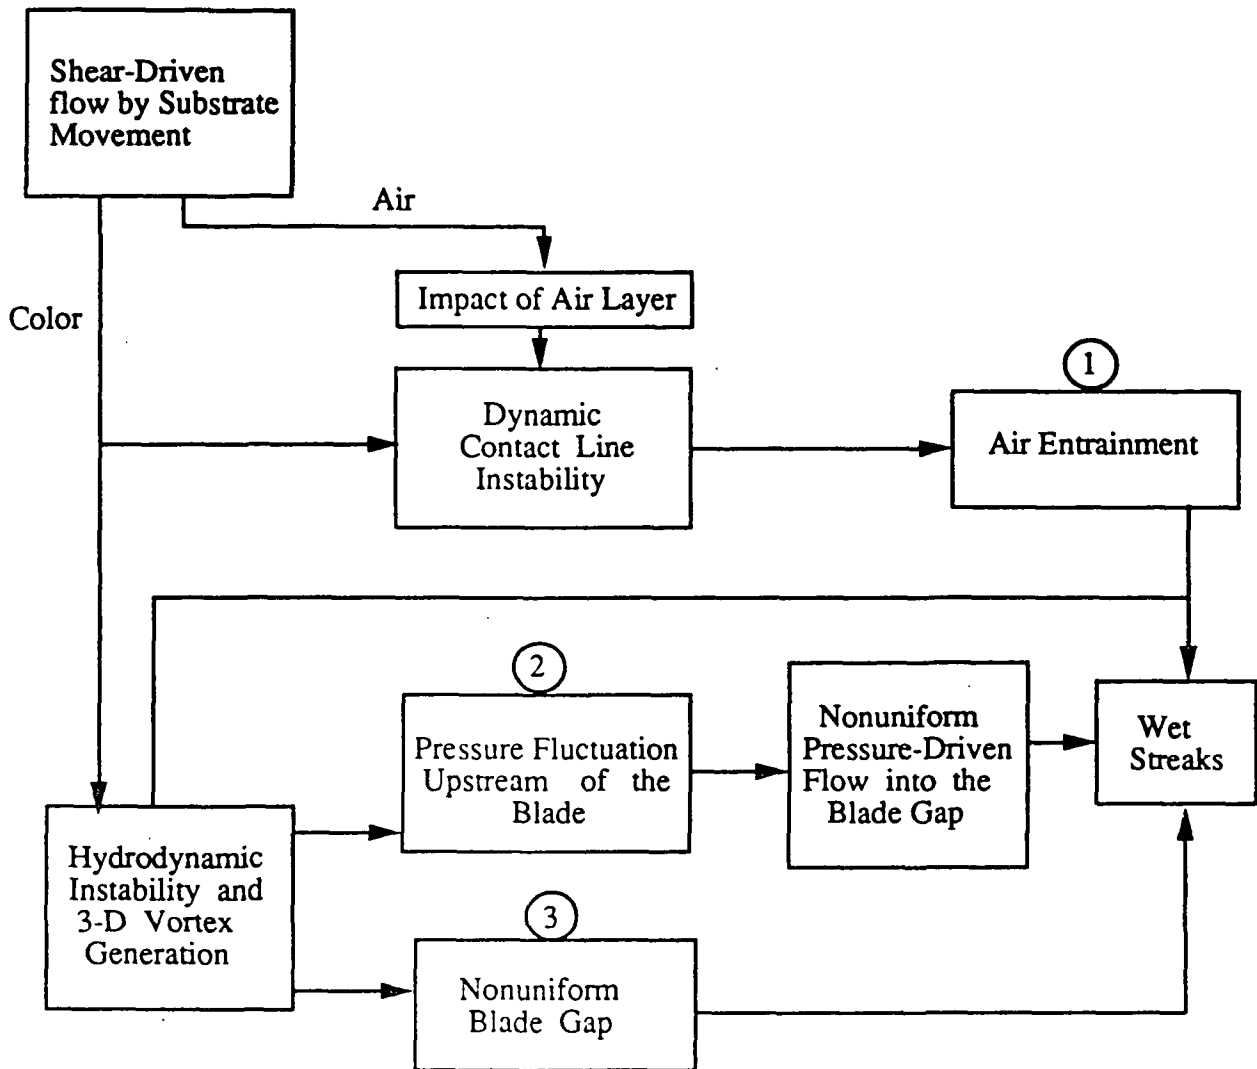 Shear-Driven
flow by Substrate
Movement
Air
Impact of Air Layer
Color
1
Dynamic
Contact Line
Instability
Air Entrainment
2
Pressure Fluctuation
Upstream of the
Blade
Nonuniform
Pressure-Driven
Flow into the
Blade Gap
Wet
Streaks
Hydrodynamic
Instability and
3-D Vortex
Generation
3
Nonuniform
Blade Gap